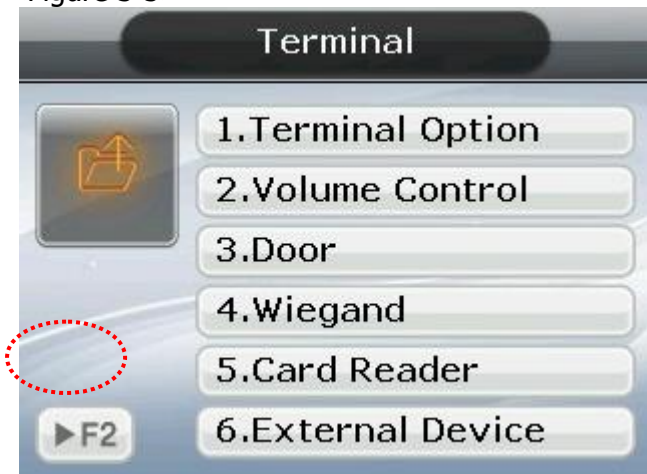 Terminal
1.Terminal Option
2.Volume Control
3.Door
4.Wiegand
5.Card Reader
6.External Device
▶F2